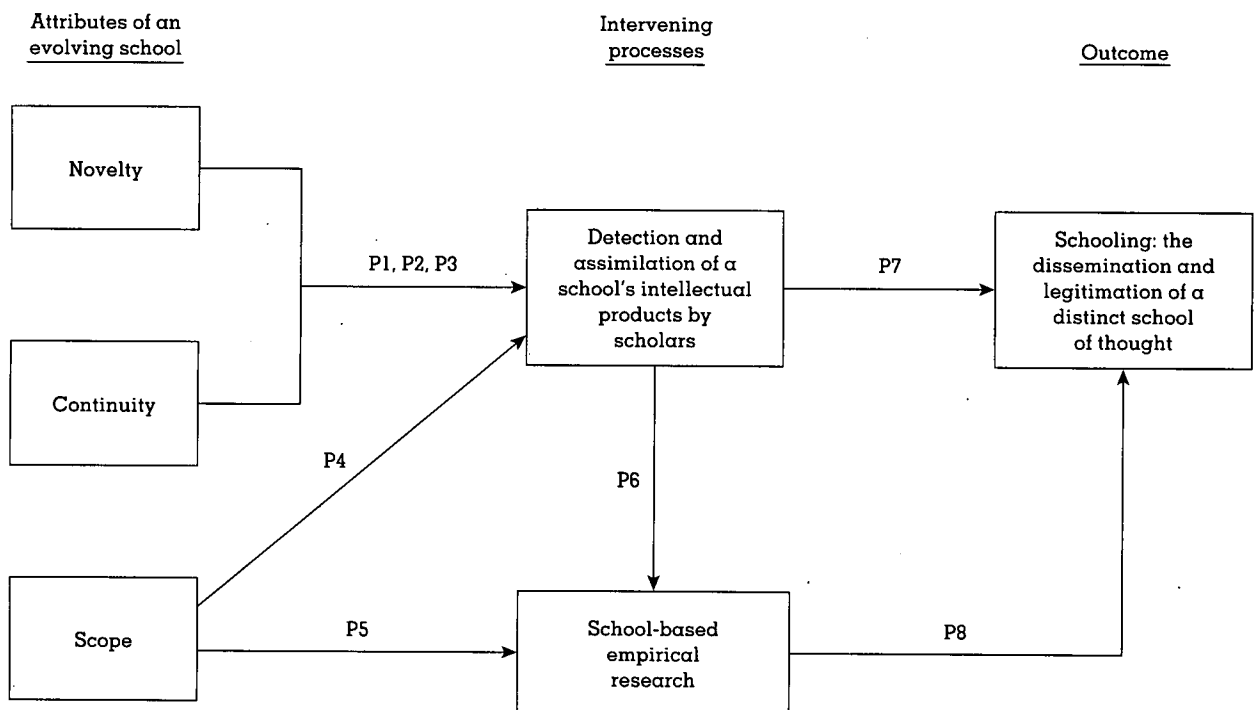 Attributes of an
evolving school
Intervening
processes
Outcome
Novelty
Continuity
Scope
P1, P2, P3
P4
P5
Detection and
assimilation of a
school's intellectual
products by
scholars
P6
School-based
empirical
research
P7
P8
Schooling: the
dissemination and
legitimation of a
distinct school
of thought